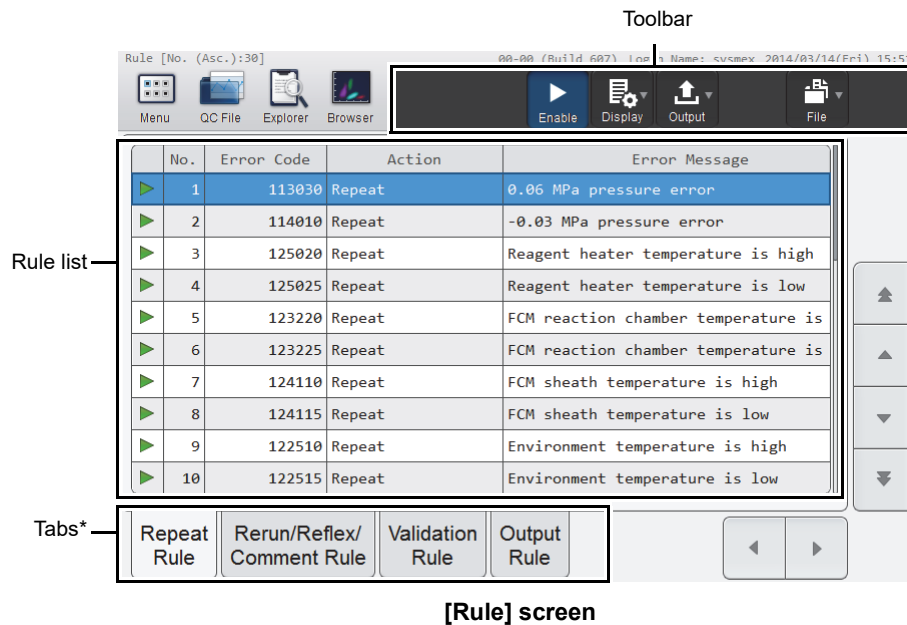 Toolbar
Rule [No. (Asc.):30] 00-00 (Build 607) Login Name: sysmex 2014/03/14(Fri)
Menu QC File Explorer Browser Enable Display Output File
No. Error Code Action Error Message
1 113030 Repeat 0.06 MPa pressure error
2 114010 Repeat -0.03 MPa pressure error
Rule list
3 125020 Repeat Reagent heater temperature is high
4 125025 Repeat Reagent heater temperature is low
5 123220 Repeat FCM reaction chamber temperature is
6 123225 Repeat FCM reaction chamber temperature is
7 124110 Repeat FCM sheath temperature is high
8 124115 Repeat FCM sheath temperature is low
9 122510 Repeat Environment temperature is high
10 122515 Repeat Environment temperature is low
Tabs*
Repeat Rule
Rerun/Reflex/ Comment Rule
Validation Rule
Output Rule
[Rule] screen